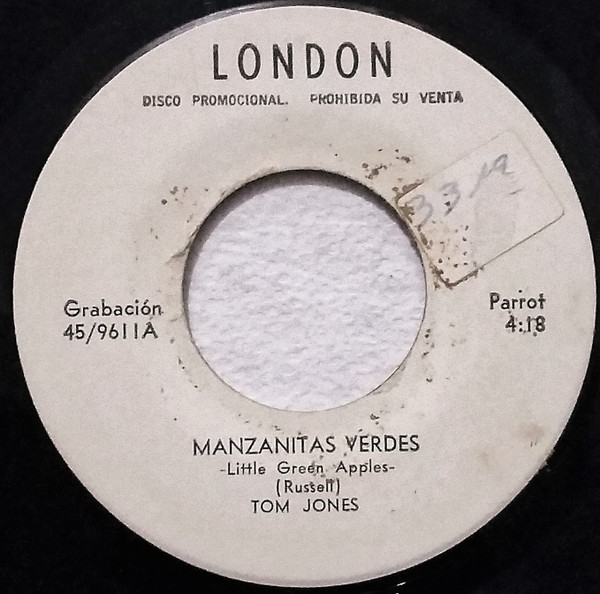 LONDON
DISCO PROMOCIONAL. PROHIBIDA SU VENTA
Grabación
45/9611A
Parrot
4:18
MANZANITAS VERDES
-Little Green Apples-
(Russell)
TOM JONES